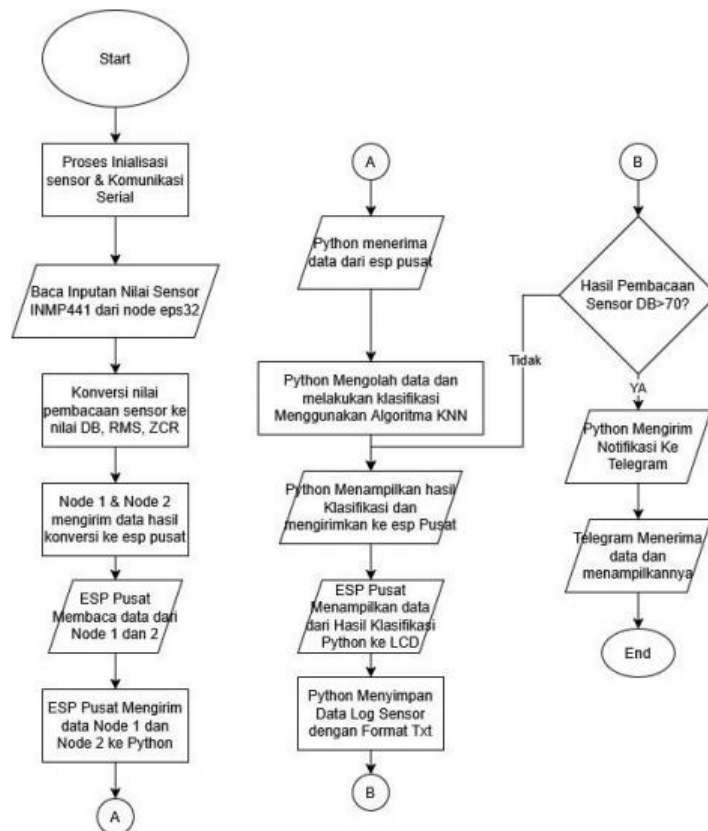 Start
Proses Inialisasi
sensor & Komunikasi
Serial
Baca Inputan Nilai Sensor
INMP441 dari node eps32
Konversi nilai
pembacaan sensor ke
nilai DB, RMS, ZCR
Node 1 & Node 2
mengirim data hasil
konversi ke esp pusat
ESP Pusat
Membaca data dari
Node 1 dan 2
ESP Pusat Mengirim
data Node 1 dan
Node 2 ke Python
A
A
Python menerima
data dari esp pusat
Python Mengolah data dan
melakukan klasifikasi
Menggunakan Algoritma KNN
Python Menampilkan hasil
Klasifikasi dan
mengirimkan ke esp Pusat
ESP Pusat
Menampilkan data
dari Hasil Klasifikasi
Python ke LCD
Python Menyimpan
Data Log Sensor
dengan Format Txt
B
B
Hasil Pembacaan
Sensor DB>70?
Tidak
YA
Python Mengirim
Notifikasi Ke
Telegram
Telegram Menerima
data dan
menampilkannya
End